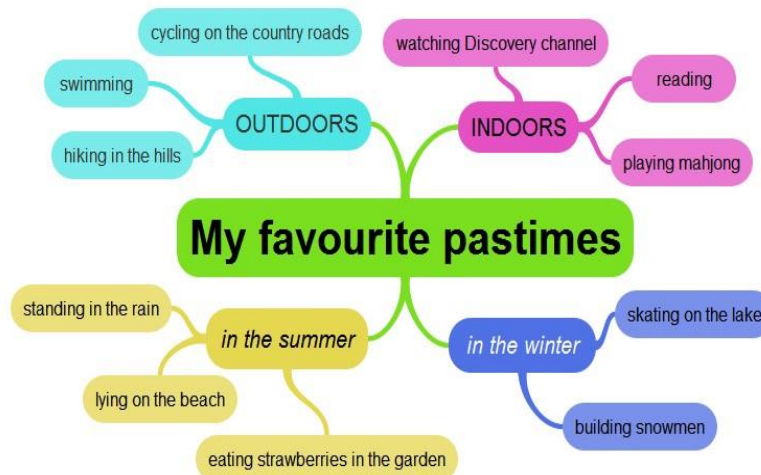 cycling on the country roads
swimming
hiking in the hills
OUTDOORS
watching Discovery channel
reading
INDOORS
playing mahjong
My favourite pastimes
standing in the rain
lying on the beach
in the summer
eating strawberries in the garden
in the winter
skating on the lake
building snowmen